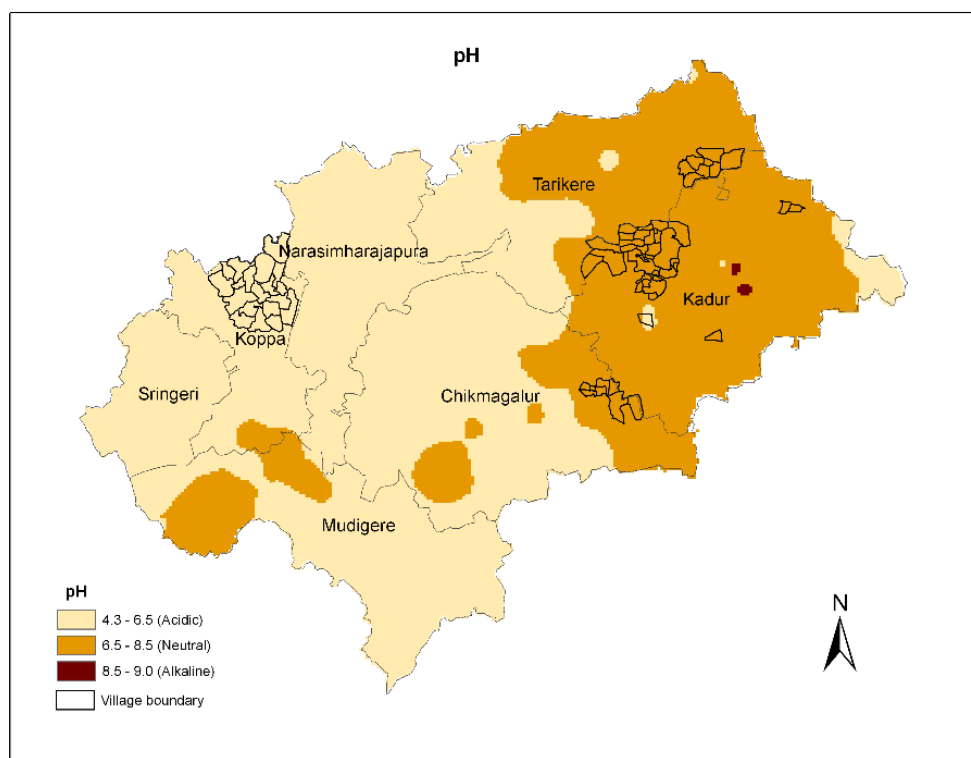 pH
Tarikere
Narasimharajapura
Kadur
Koppa
Sringeri
Chikmagalur
Mudigere
pH
4.3 - 6.5 (Acidic)
6.5 - 8.5 (Neutral)
8.5 - 9.0 (Alkaline)
Village boundary
N